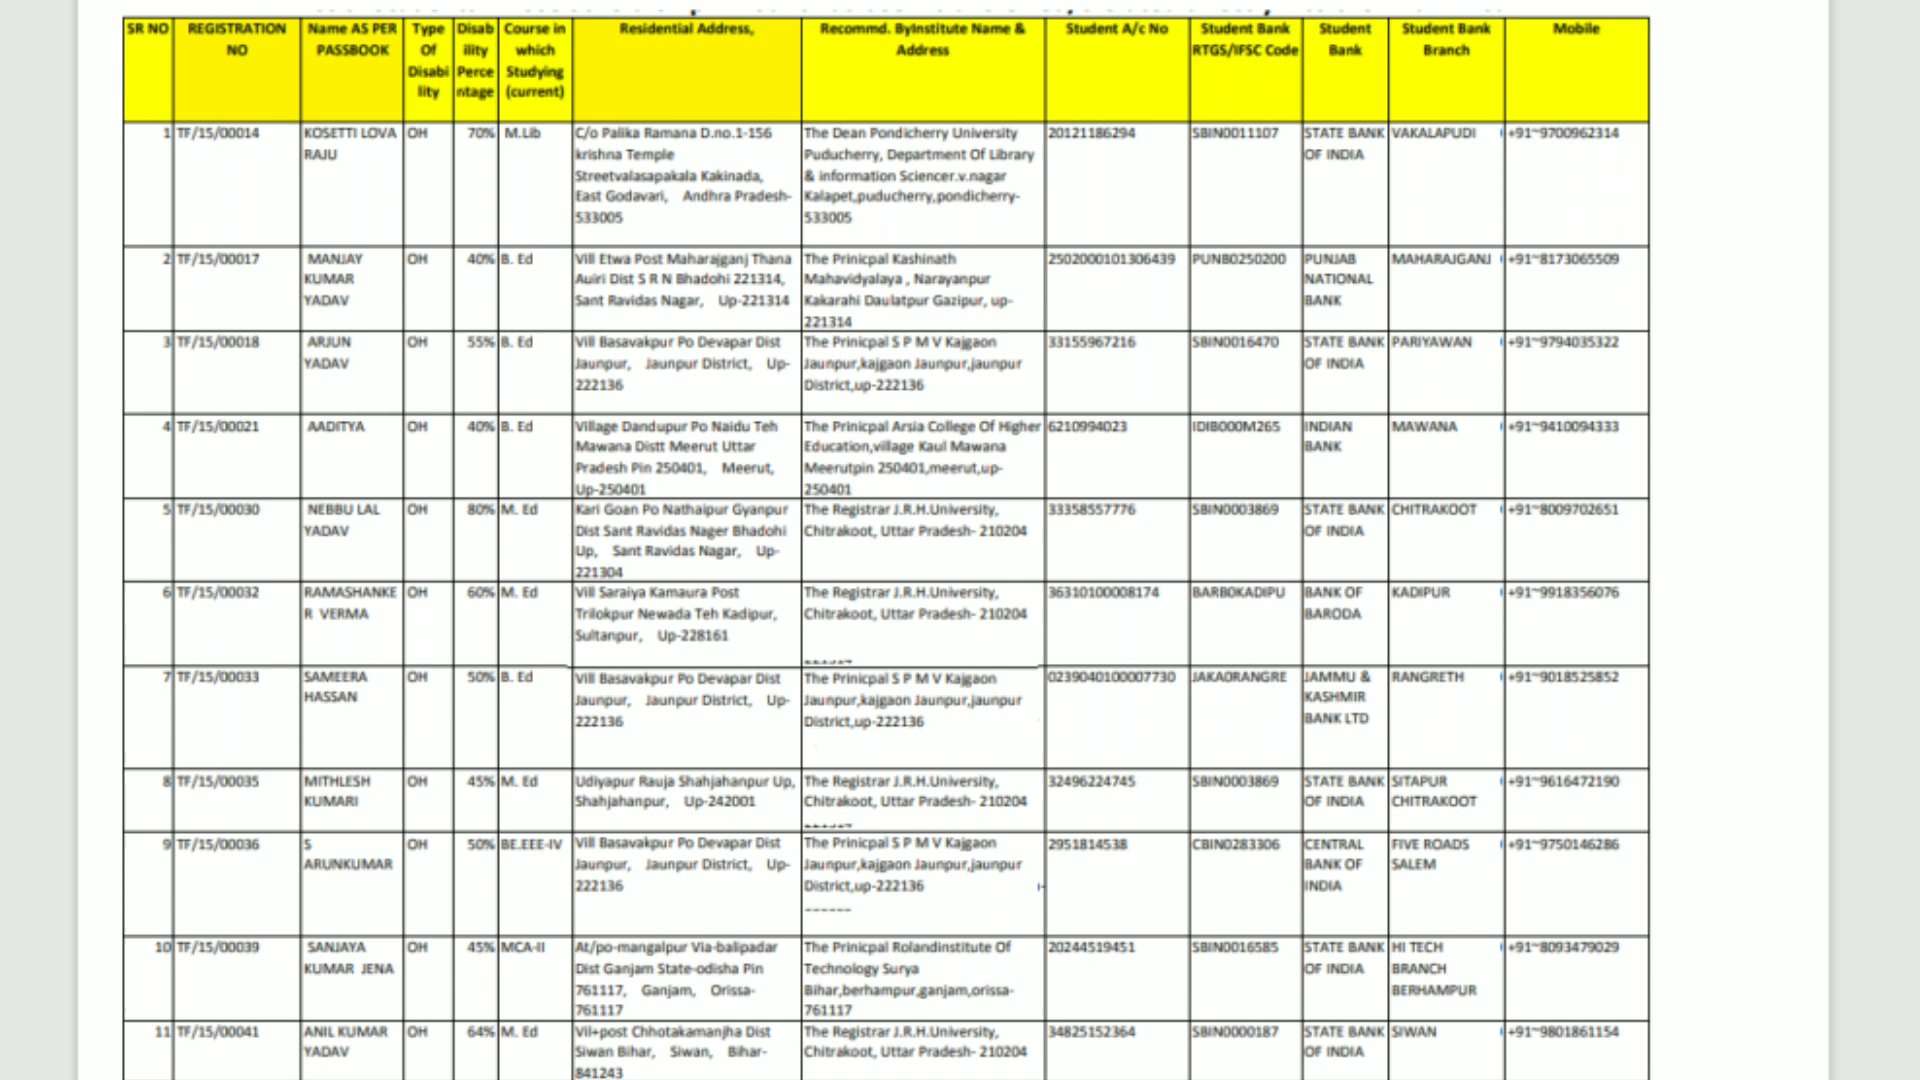 SR NO REGISTRATION NO Name AS PER PASSBOOK Type Of Disabi lity Disab ility Perce ntage Course in which Studying (current) Residential Address, Recommd. ByInstitute Name & Address Student A/c No Student Bank RTGS/IFSC Code Student Bank Student Bank Branch Mobile
1 TF/15/00014 KOSETTI LOVA RAJU OH 70% M.Lib C/o Palika Ramana D.no.1-156 krishna Temple Streetvalasapakala Kakinada, East Godavari, Andhra Pradesh-533005 The Dean Pondicherry University Puducherry, Department Of Library & information Sciencer.v.nagar Kalapet,puducherry,pondicherry-533005 20121186294 SBIN0011107 STATE BANK OF INDIA VAKALAPUDI +91~9700962314
2 TF/15/00017 MANJAY KUMAR YADAV OH 40% B. Ed Vill Etwa Post Maharajganj Thana Auiri Dist S R N Bhadohi 221314, Sant Ravidas Nagar, Up-221314 The Prinicpal Kashinath Mahavidyalaya , Narayanpur Kakarahi Daulatpur Gazipur, up-221314 2502000101306439 PUNB0250200 PUNJAB NATIONAL BANK MAHARAJGANJ +91~8173065509
3 TF/15/00018 ARJUN YADAV OH 55% B. Ed Vill Basavakpur Po Devapar Dist Jaunpur, Jaunpur District, Up-222136 The Prinicpal S P M V Kajgaon Jaunpur,kajgaon Jaunpur,jaunpur District,up-222136 33155967216 SBIN0016470 STATE BANK OF INDIA PARIYAWAN +91~9794035322
4 TF/15/00021 AADITYA OH 40% B. Ed Village Dandupur Po Naidu Teh Mawana Distt Meerut Uttar Pradesh Pin 250401, Meerut, Up-250401 The Prinicpal Arsia College Of Higher Education,village Kaul Mawana Meerutpin 250401,meerut,up-250401 6210994023 IDIB000M265 INDIAN BANK MAWANA +91~9410094333
5 TF/15/00030 NEBBU LAL YADAV OH 80% M. Ed Kari Goan Po Nathaipur Gyanpur Dist Sant Ravidas Nager Bhadohi Up, Sant Ravidas Nagar, Up-221304 The Registrar J.R.H.University, Chitrakoot, Uttar Pradesh- 210204 33358557776 SBIN0003869 STATE BANK OF INDIA CHITRAKOOT +91~8009702651
6 TF/15/00032 RAMASHANKE R VERMA OH 60% M. Ed Vill Saraiya Kamaura Post Trilokpur Newada Teh Kadipur, Sultanpur, Up-228161 The Registrar J.R.H.University, Chitrakoot, Uttar Pradesh- 210204 36310100008174 BARB0KADIPU BANK OF BARODA KADIPUR +91~9918356076
7 TF/15/00033 SAMEERA HASSAN OH 50% B. Ed Vill Basavakpur Po Devapar Dist Jaunpur, Jaunpur District, Up-222136 The Prinicpal S P M V Kajgaon Jaunpur,kajgaon Jaunpur,jaunpur District,up-222136 0239040100007730 JAKA0RANGRE JAMMU & KASHMIR BANK LTD RANGRETH +91~9018525852
8 TF/15/00035 MITHLESH KUMARI OH 45% M. Ed Udiyapur Rauja Shahjahanpur Up, Shahjahanpur, Up-242001 The Registrar J.R.H.University, Chitrakoot, Uttar Pradesh- 210204 32496224745 SBIN0003869 STATE BANK OF INDIA SITAPUR CHITRAKOOT +91~9616472190
9 TF/15/00036 S ARUNKUMAR OH 50% BE.EEE-IV Vill Basavakpur Po Devapar Dist Jaunpur, Jaunpur District, Up-222136 The Prinicpal S P M V Kajgaon Jaunpur,kajgaon Jaunpur,jaunpur District,up-222136 2951814538 CBIN0283306 CENTRAL BANK OF INDIA FIVE ROADS SALEM +91~9750146286
10 TF/15/00039 SANJAYA KUMAR JENA OH 45% MCA-II At/po-mangalpur Via-balipadar Dist Ganjam State-odisha Pin 761117, Ganjam, Orissa-761117 The Prinicpal Rolandinstitute Of Technology Surya Bihar,berhampur,ganjam,orissa-761117 20244519451 SBIN0016585 STATE BANK OF INDIA HI TECH BRANCH BERHAMPUR +91~8093479029
11 TF/15/00041 ANIL KUMAR YADAV OH 64% M. Ed Vil+post Chhotakamanjha Dist Siwan Bihar, Siwan, Bihar-841243 The Registrar J.R.H.University, Chitrakoot, Uttar Pradesh- 210204 34825152364 SBIN0000187 STATE BANK OF INDIA SIWAN +91~9801861154